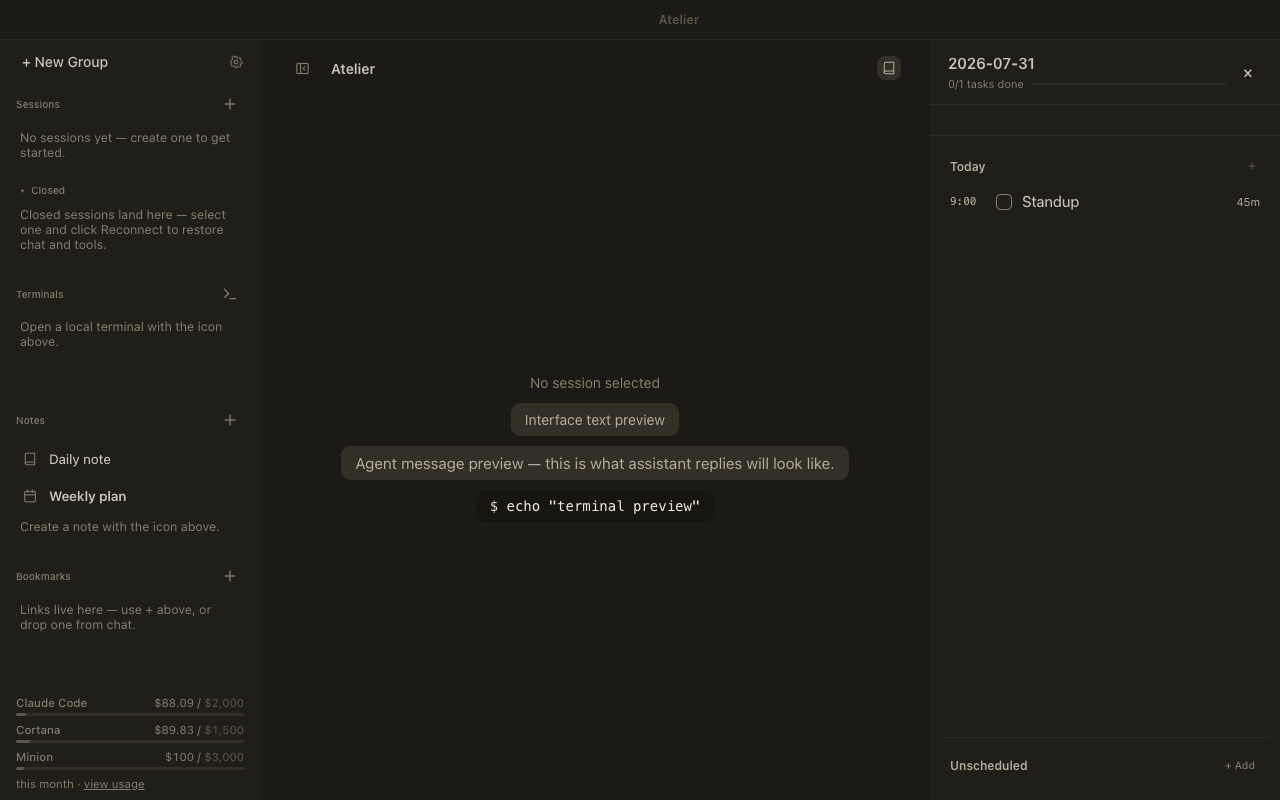 Atelier
+ New Group
Sessions
No sessions yet — create one to get
started.
Closed
Closed sessions land here — select
one and click Reconnect to restore
chat and tools.
Terminals
Open a local terminal with the icon
above.
Notes
Daily note
Weekly plan
Create a note with the icon above.
Bookmarks
Links live here — use + above, or
drop one from chat.
Claude Code $88.09 / $2,000
Cortana $89.83 / $1,500
Minion $100 / $3,000
this month · view usage
Atelier
No session selected
Interface text preview
Agent message preview — this is what assistant replies will look like.
$ echo "terminal preview"
2026-07-31
0/1 tasks done
Today
9:00 Standup 45m
Unscheduled + Add